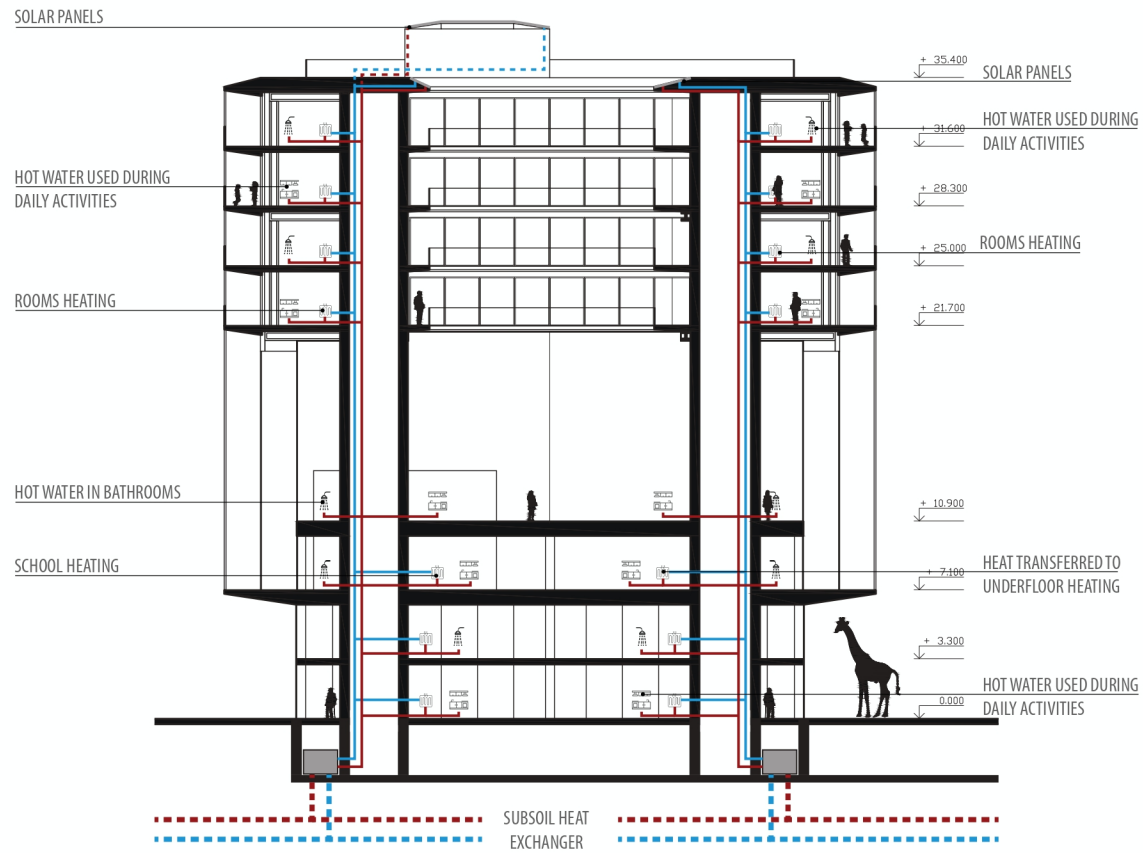 SOLAR PANELS
+ 35.400
SOLAR PANELS
HOT WATER USED DURING
DAILY ACTIVITIES
+ 31.600
HOT WATER USED DURING
DAILY ACTIVITIES
+ 28.300
+ 25.000
ROOMS HEATING
ROOMS HEATING
+ 21.700
HOT WATER IN BATHROOMS
+ 10.900
SCHOOL HEATING
HEAT TRANSFERRED TO
UNDERFLOOR HEATING
+ 7.100
+ 3.300
HOT WATER USED DURING
DAILY ACTIVITIES
0.000
SUBSOIL HEAT
EXCHANGER